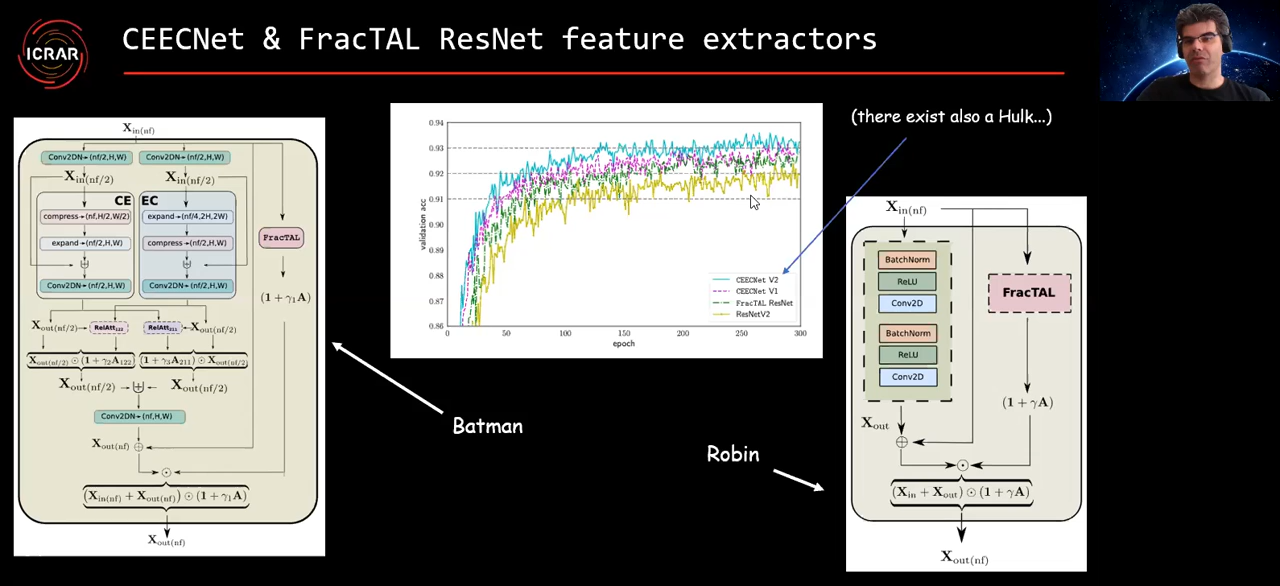 ICRAR
CEECNet & FracTAL ResNet feature extractors
X_in(nf)
Conv2DN→(nf/2,H,W)
Conv2DN→(nf/2,H,W)
X_in(nf/2)
X_in(nf/2)
CE
EC
compress→(nf,H/2,W/2)
expand→(nf/4,2H,2W)
expand→(nf/2,H,W)
compress→(nf/2,H,W)
⊎
⊎
Conv2DN→(nf/2,H,W)
Conv2DN→(nf/2,H,W)
FracTAL
(1 + γ₁A)
X_out(nf/2)
RelAtt₁₂₂
RelAtt₂₁₁
X_out(nf/2)
X_out(nf/2) ⊙ (1 + γ₂A₁₂₂)
(1 + γ₃A₂₁₁) ⊙ X_out(nf/2)
X_out(nf/2)
⊎
X_out(nf/2)
Conv2DN→(nf,H,W)
X_out(nf) ⊕
⊙
(X_in(nf) + X_out(nf)) ⊙ (1 + γ₁A)
X_out(nf)
validation acc
0.94
0.93
0.92
0.91
0.90
0.89
0.88
0.87
0.86
0
50
100
150
200
250
300
epoch
CEECNet V2
CEECNet V1
FracTAL ResNet
ResNetV2
(there exist also a Hulk...)
Batman
Robin
X_in(nf)
BatchNorm
ReLU
Conv2D
BatchNorm
ReLU
Conv2D
FracTAL
(1 + γA)
X_out
⊕
⊙
(X_in + X_out) ⊙ (1 + γA)
X_out(nf)